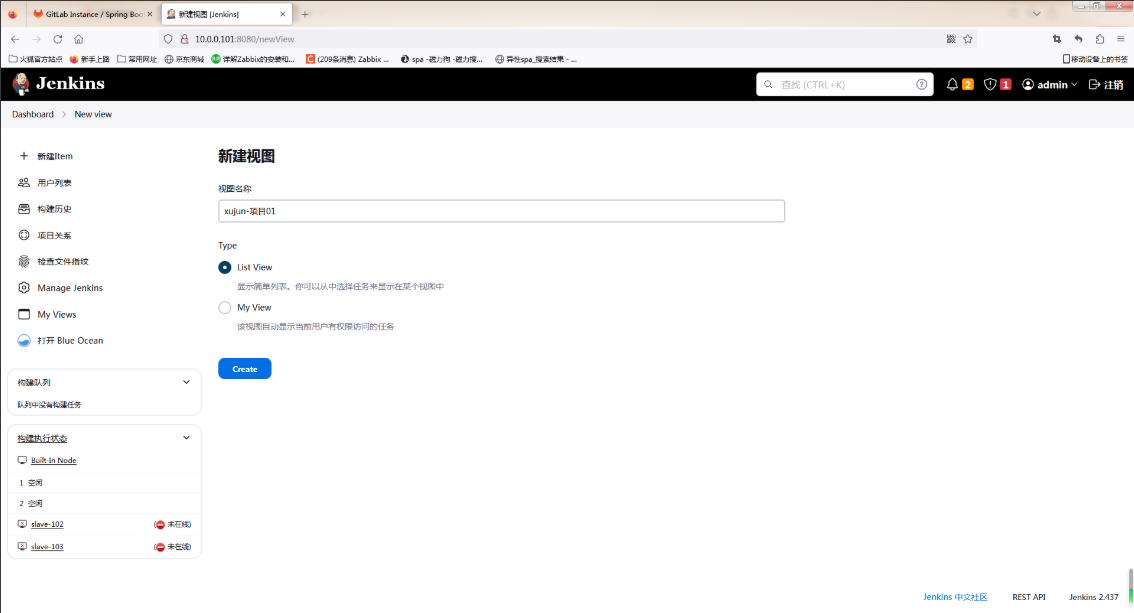 GitLab Instance / Spring Boot
新建视图 [Jenkins]
10.0.0.101:8080/newView
火狐官方站点 新手上路 常用网址 京东商城 详解Zabbix的安装和... (209条消息) Zabbix ... spa -磁力狗 -磁力搜... 异性spa_搜索结果 - ... 移动设备上的书签
Jenkins
查找 (CTRL+K)
2
1
admin
注销
Dashboard
New view
新建Item
用户列表
构建历史
项目关系
检查文件指纹
Manage Jenkins
My Views
打开 Blue Ocean
构建队列
队列中没有构建任务
构建执行状态
Built-In Node
1 空闲
2 空闲
slave-102 (未在线)
slave-103 (未在线)
新建视图
视图名称
xujun-项目01
Type
List View
显示简单列表。你可以从中选择任务来显示在某个视图中
My View
该视图自动显示当前用户有权限访问的任务
Create
Jenkins 中文社区 REST API Jenkins 2.437